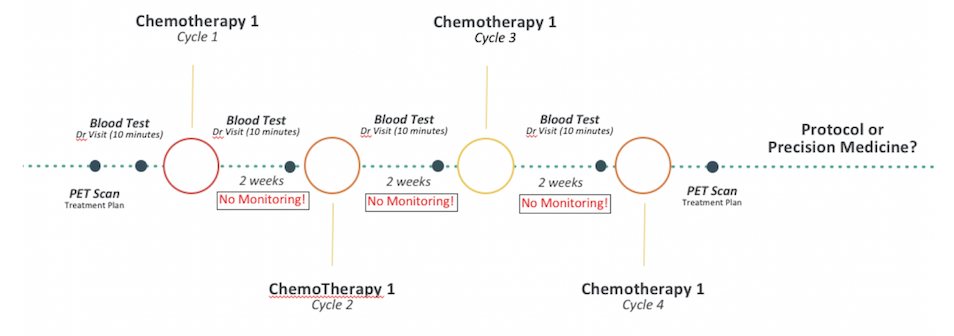 Chemotherapy 1
Cycle 1
Chemotherapy 1
Cycle 3
Blood Test
Dr Visit (10 minutes)
Blood Test
Dr Visit (10 minutes)
Blood Test
Dr Visit (10 minutes)
Blood Test
Dr Visit (10 minutes)
Protocol or
Precision Medicine?
PET Scan
Treatment Plan
2 weeks
No Monitoring!
2 weeks
No Monitoring!
2 weeks
No Monitoring!
PET Scan
Treatment Plan
ChemoTherapy 1
Cycle 2
Chemotherapy 1
Cycle 4